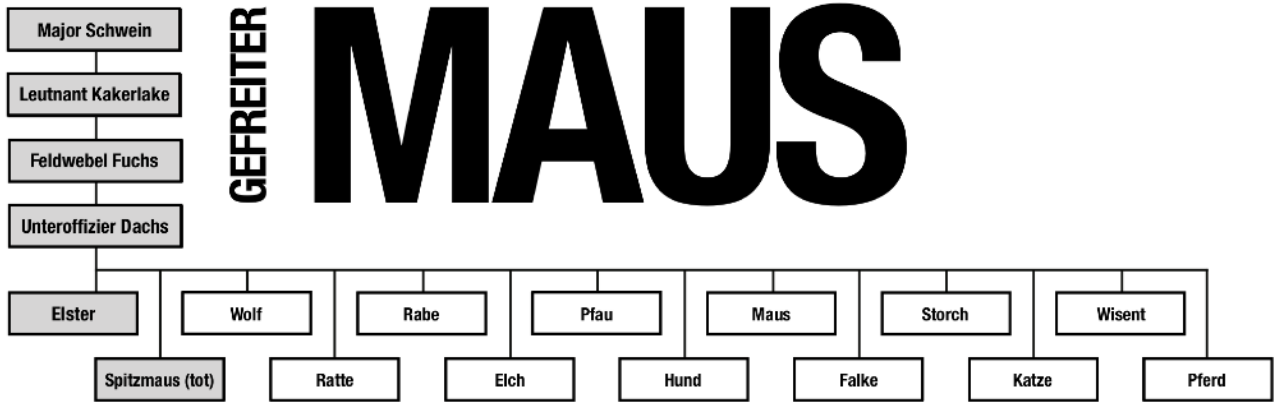 Major Schwein
Leutnant Kakerlake
Feldwebel Fuchs
Unteroffizier Dachs
GEFREITER
MAUS
Elster
Wolf
Rabe
Pfau
Maus
Storch
Wisent
Spitzmaus (tot)
Ratte
Elch
Hund
Falke
Katze
Pferd